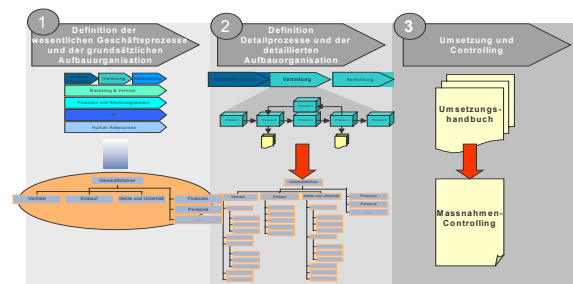 1
Definition der
wesentlichen Geschäftsprozesse
und der grundsätzlichen
Aufbauorganisation
Verteilung
Marketing & Vertrieb
Finanzen und Rechnungswesen
IT
Human Ressources
Geschäftsführer
Vertrieb
Einkauf
Netze und Unterhalt
Finanzen
Personal
....
2
Definition
Detailprozesse und der
detaillierten
Aufbauorganisation
Verteilung
Abrechnung
Geschäftsführer
Vertrieb
Einkauf
Netze und Unterhalt
Finanzen
Personal
....
3
Umsetzung und
Controlling
Umsetzungs-
handbuch
Massnahmen-
Controlling